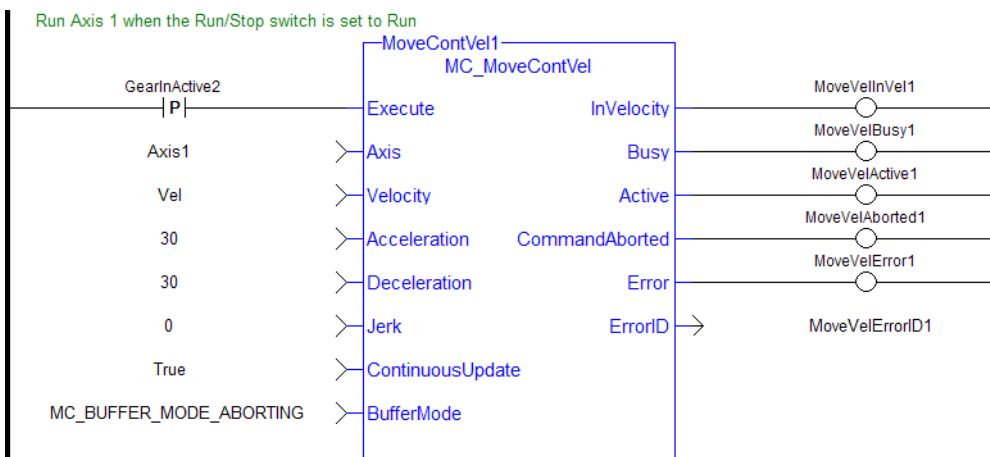 Run Axis 1 when the Run/Stop switch is set to Run
MoveContVel1
MC_MoveContVel
GearInActive2
P
Execute
InVelocity
MoveVelInVel1
Axis1
Axis
Busy
MoveVelBusy1
Vel
Velocity
Active
MoveVelActive1
30
Acceleration
CommandAborted
MoveVelAborted1
30
Deceleration
Error
MoveVelError1
0
Jerk
ErrorID
MoveVelErrorID1
True
ContinuousUpdate
MC_BUFFER_MODE_ABORTING
BufferMode